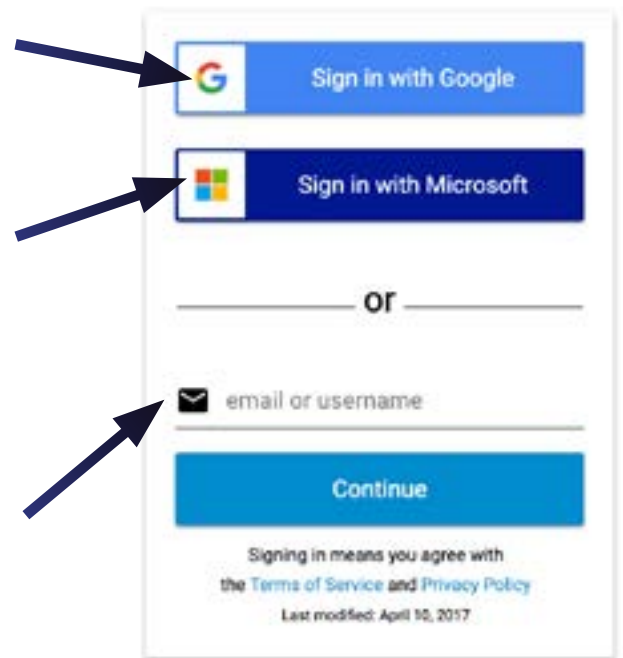 Sign in with Google
Sign in with Microsoft
or
email or username
Continue
Signing in means you agree with
the Terms of Service and Privacy Policy
Last modified: April 10, 2017